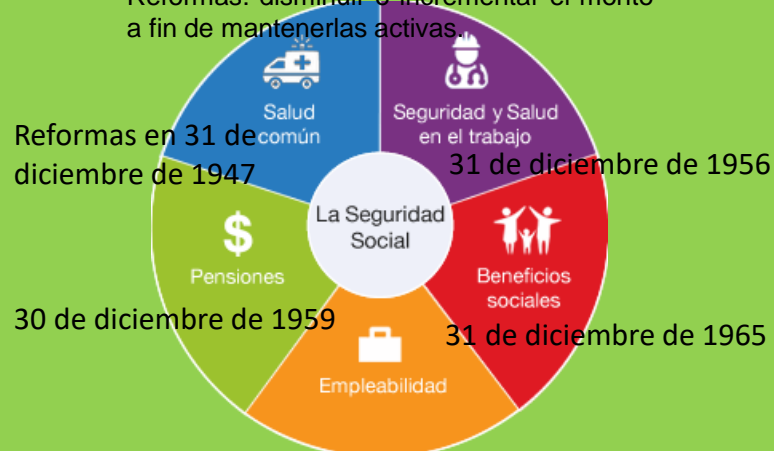 Reformas: disminuir o incrementar el monto
a fin de mantenerlas activas.
Salud
común
Seguridad y Salud
en el trabajo
Reformas en 31 de
diciembre de 1947
31 de diciembre de 1956
La Seguridad
Social
$
Pensiones
Beneficios
sociales
30 de diciembre de 1959
31 de diciembre de 1965
Empleabilidad